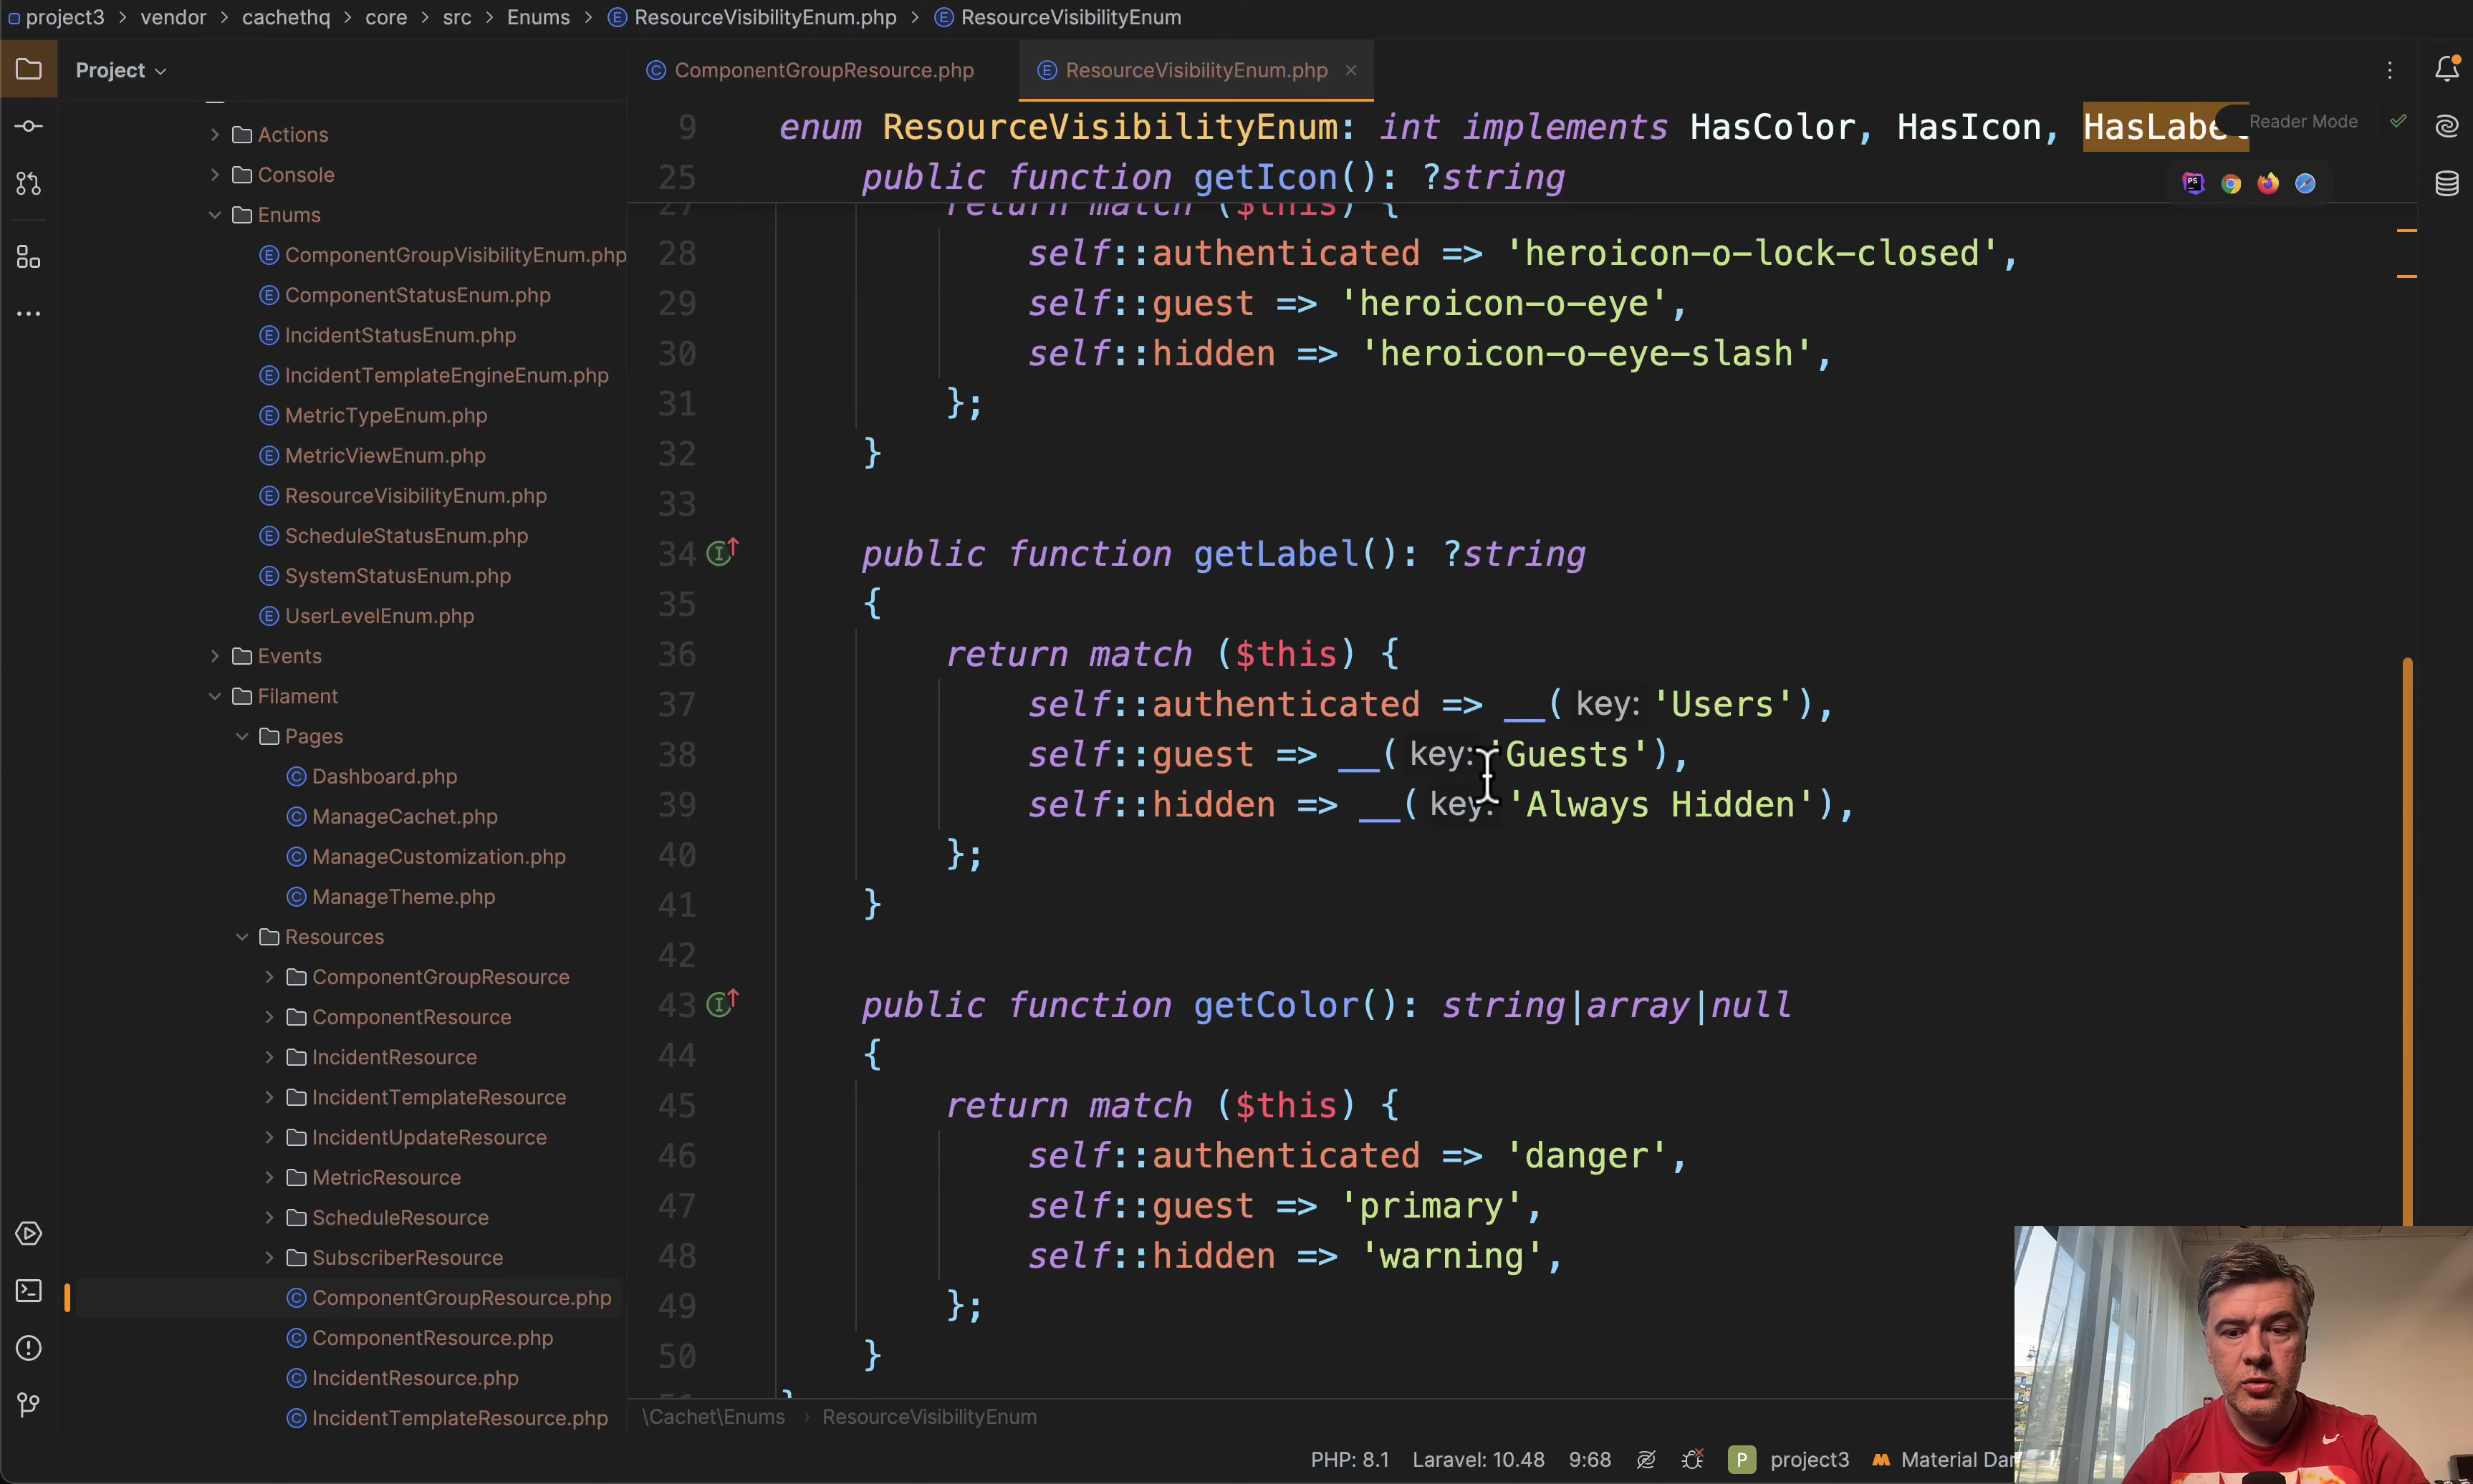 project3 > vendor > cachethq > core > src > Enums > ResourceVisibilityEnum.php > ResourceVisibilityEnum
Project
ComponentGroupResource.php
ResourceVisibilityEnum.php
Actions
Console
Enums
ComponentGroupVisibilityEnum.php
ComponentStatusEnum.php
IncidentStatusEnum.php
IncidentTemplateEngineEnum.php
MetricTypeEnum.php
MetricViewEnum.php
ResourceVisibilityEnum.php
ScheduleStatusEnum.php
SystemStatusEnum.php
UserLevelEnum.php
Events
Filament
Pages
Dashboard.php
ManageCachet.php
ManageCustomization.php
ManageTheme.php
Resources
ComponentGroupResource
ComponentResource
IncidentResource
IncidentTemplateResource
IncidentUpdateResource
MetricResource
ScheduleResource
SubscriberResource
ComponentGroupResource.php
ComponentResource.php
IncidentResource.php
IncidentTemplateResource.php
9 enum ResourceVisibilityEnum: int implements HasColor, HasIcon,
Reader Mode
25 public function getIcon(): ?string
27 return match ($this) {
28 self::authenticated => 'heroicon-o-lock-closed',
29 self::guest => 'heroicon-o-eye',
30 self::hidden => 'heroicon-o-eye-slash',
31 };
32 }
33
34 public function getLabel(): ?string
35 {
36 return match ($this) {
37 self::authenticated => __( key: 'Users'),
38 self::guest => __( key: 'Guests'),
39 self::hidden => __( key: 'Always Hidden'),
40 };
41 }
42
43 public function getColor(): string|array|null
44 {
45 return match ($this) {
46 self::authenticated => 'danger',
47 self::guest => 'primary',
48 self::hidden => 'warning',
49 };
50 }
\Cachet\Enums > ResourceVisibilityEnum
PHP: 8.1 Laravel: 10.48 9:68 P project3 Material